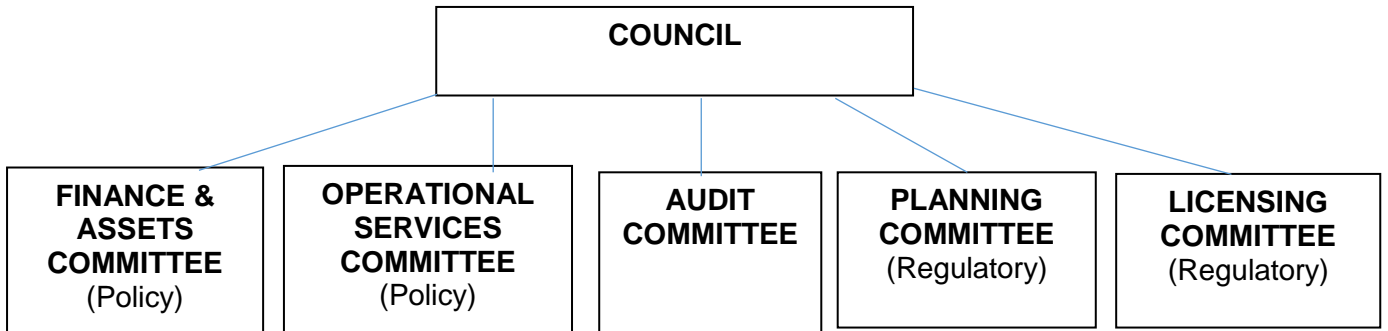 COUNCIL
FINANCE &
ASSETS
COMMITTEE
(Policy)
OPERATIONAL
SERVICES
COMMITTEE
(Policy)
AUDIT
COMMITTEE
PLANNING
COMMITTEE
(Regulatory)
LICENSING
COMMITTEE
(Regulatory)